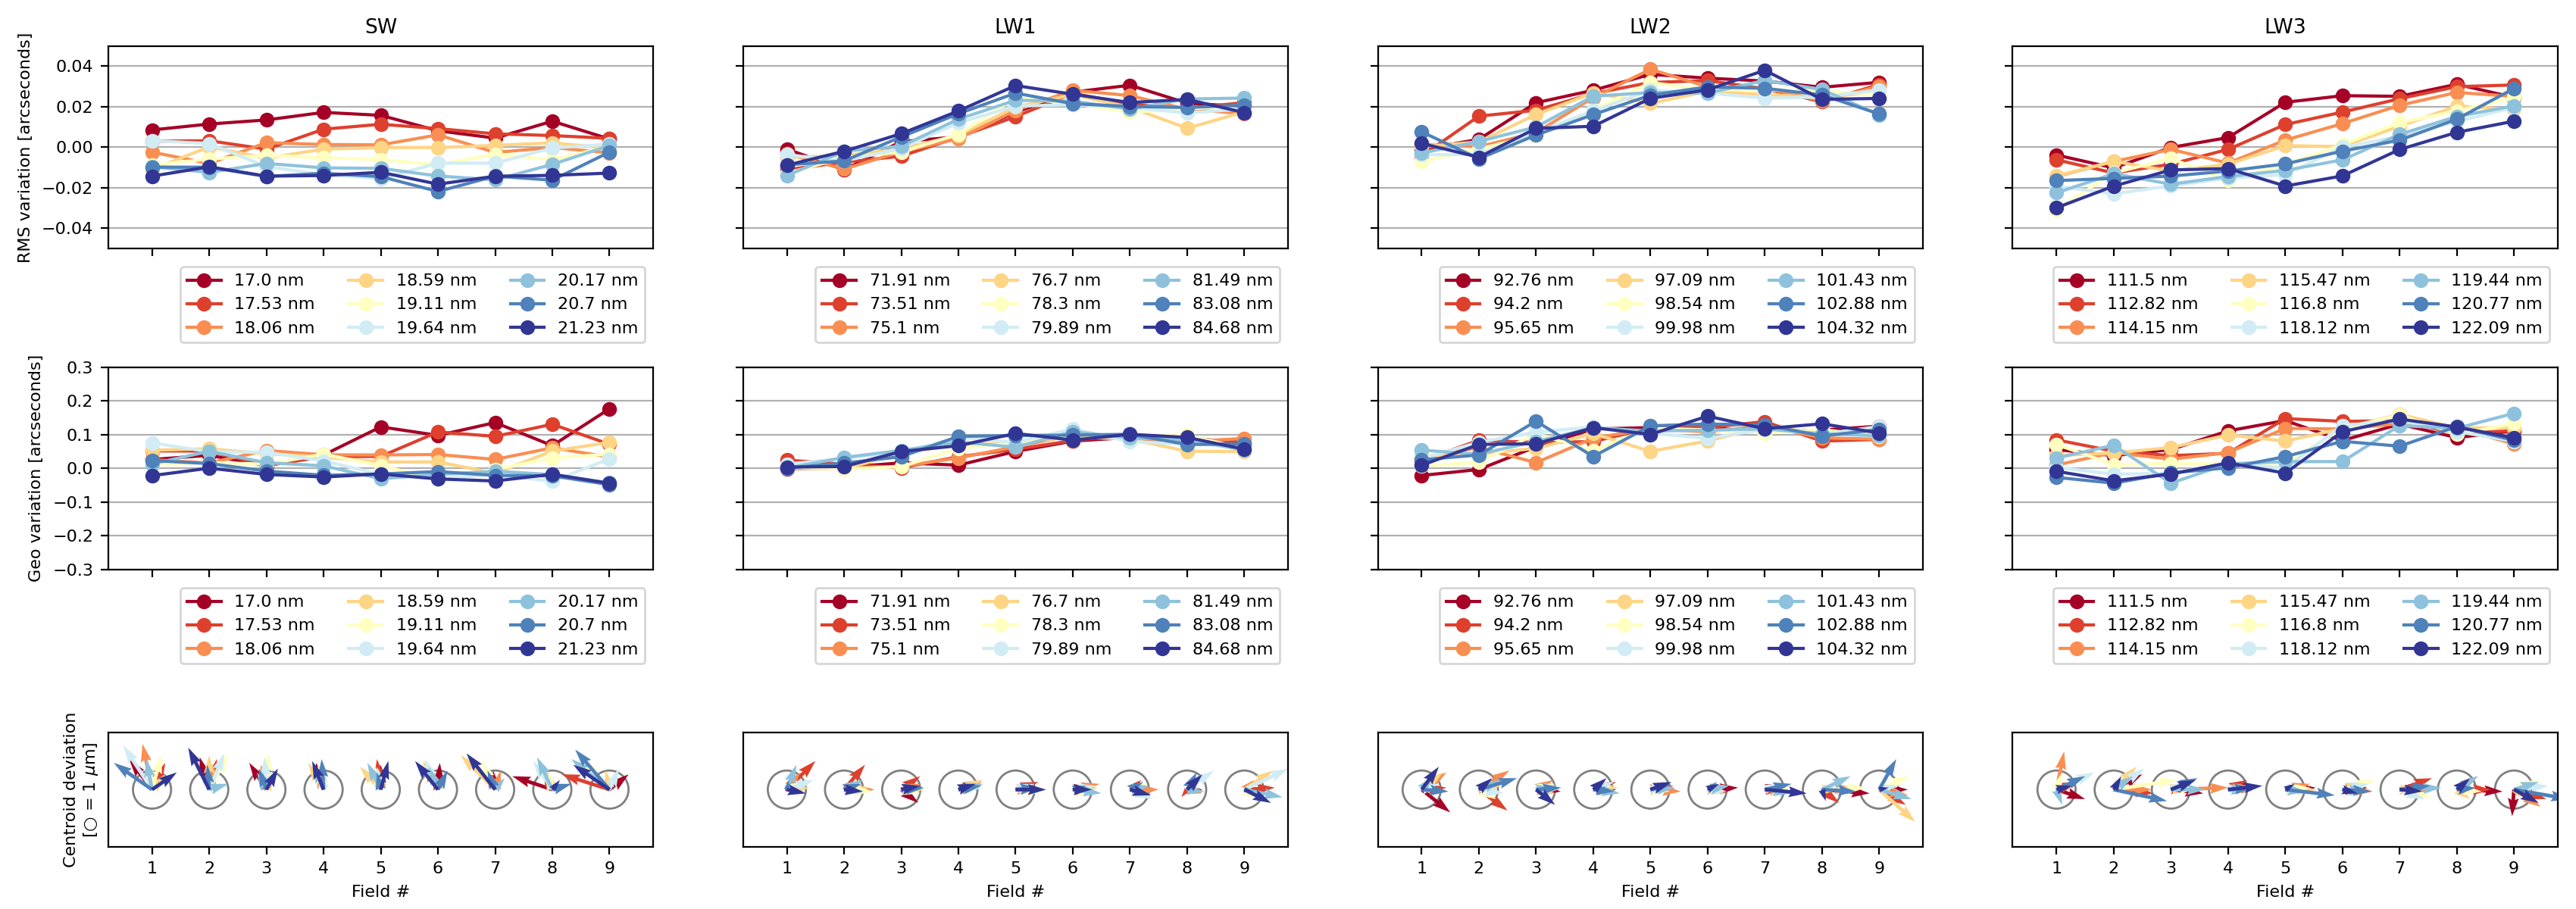 SW LW1 LW2 LW3
RMS variation [arcseconds]
0.04
0.02
0.00
−0.02
−0.04
17.0 nm 18.59 nm 20.17 nm 71.91 nm 76.7 nm 81.49 nm 92.76 nm 97.09 nm 101.43 nm 111.5 nm 115.47 nm 119.44 nm
17.53 nm 19.11 nm 20.7 nm 73.51 nm 78.3 nm 83.08 nm 94.2 nm 98.54 nm 102.88 nm 112.82 nm 116.8 nm 120.77 nm
18.06 nm 19.64 nm 21.23 nm 75.1 nm 79.89 nm 84.68 nm 95.65 nm 99.98 nm 104.32 nm 114.15 nm 118.12 nm 122.09 nm
Geo variation [arcseconds]
0.3
0.2
0.1
0.0
−0.1
−0.2
−0.3
17.0 nm 18.59 nm 20.17 nm 71.91 nm 76.7 nm 81.49 nm 92.76 nm 97.09 nm 101.43 nm 111.5 nm 115.47 nm 119.44 nm
17.53 nm 19.11 nm 20.7 nm 73.51 nm 78.3 nm 83.08 nm 94.2 nm 98.54 nm 102.88 nm 112.82 nm 116.8 nm 120.77 nm
18.06 nm 19.64 nm 21.23 nm 75.1 nm 79.89 nm 84.68 nm 95.65 nm 99.98 nm 104.32 nm 114.15 nm 118.12 nm 122.09 nm
Centroid deviation
[○ = 1 μm]
1 2 3 4 5 6 7 8 9 1 2 3 4 5 6 7 8 9 1 2 3 4 5 6 7 8 9 1 2 3 4 5 6 7 8 9
Field # Field # Field # Field #